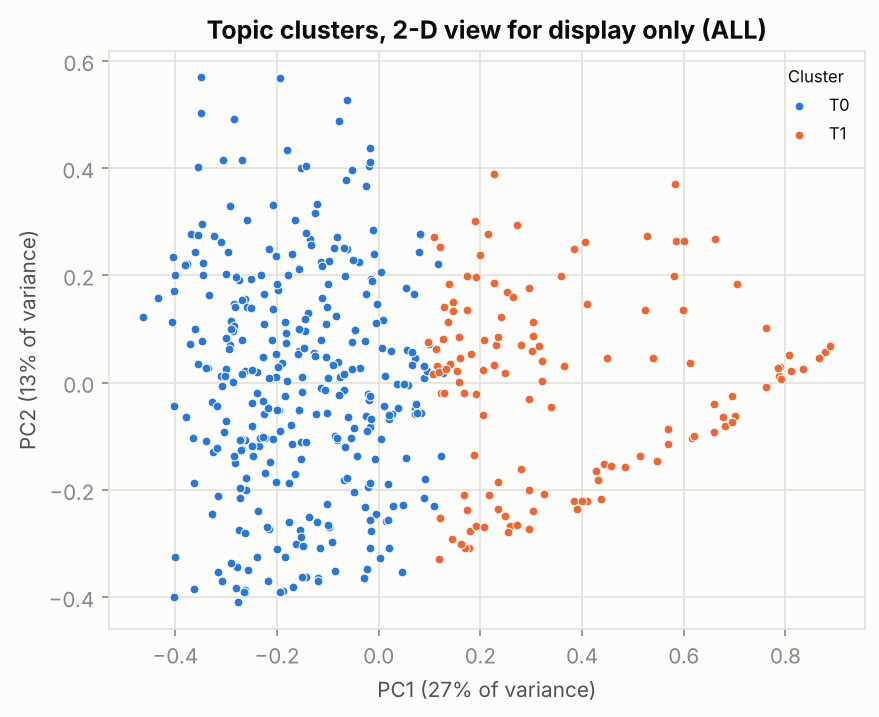 Topic clusters, 2-D view for display only (ALL)
Cluster
T0
T1
0.6
0.4
0.2
0.0
−0.2
−0.4
PC2 (13% of variance)
−0.4
−0.2
0.0
0.2
0.4
0.6
0.8
PC1 (27% of variance)